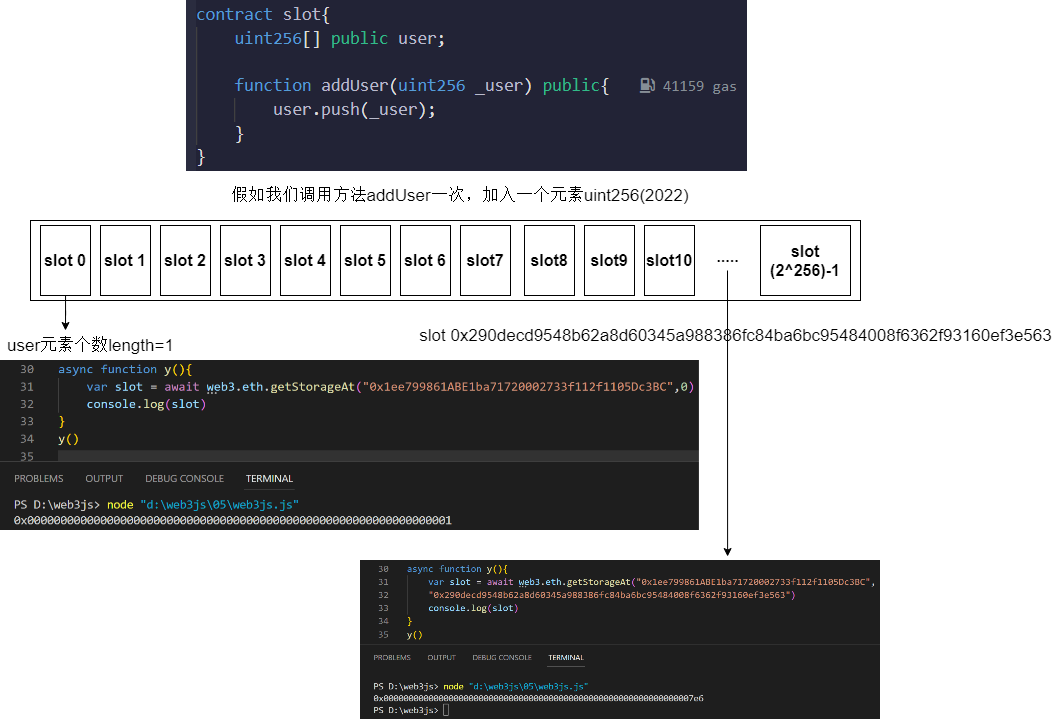 contract slot{
uint256[] public user;
function addUser(uint256 _user) public{ 41159 gas
user.push(_user);
}
}
假如我们调用方法addUser一次，加入一个元素uint256(2022)
slot 0 slot 1 slot 2 slot 3 slot 4 slot 5 slot 6 slot7 slot8 slot9 slot10 ..... slot
(2^256)-1
slot 0x290decd9548b62a8d60345a988386fc84ba6bc95484008f6362f93160ef3e563
user元素个数length=1
30 async function y(){
31 var slot = await web3.eth.getStorageAt("0x1ee799861ABE1ba71720002733f112f1105Dc3BC",0)
32 console.log(slot)
33 }
34 y()
35
PROBLEMS OUTPUT DEBUG CONSOLE TERMINAL
PS D:\web3js> node "d:\web3js\05\web3js.js"
0x0000000000000000000000000000000000000000000000000000000000000001
30 async function y(){
31 var slot = await web3.eth.getStorageAt("0x1ee799861ABE1ba71720002733f112f1105Dc3BC",
32 "0x290decd9548b62a8d60345a988386fc84ba6bc95484008f6362f93160ef3e563")
33 console.log(slot)
34 }
35 y()
PROBLEMS OUTPUT DEBUG CONSOLE TERMINAL
PS D:\web3js> node "d:\web3js\05\web3js.js"
0x00000000000000000000000000000000000000000000000000000000000007e6
PS D:\web3js>